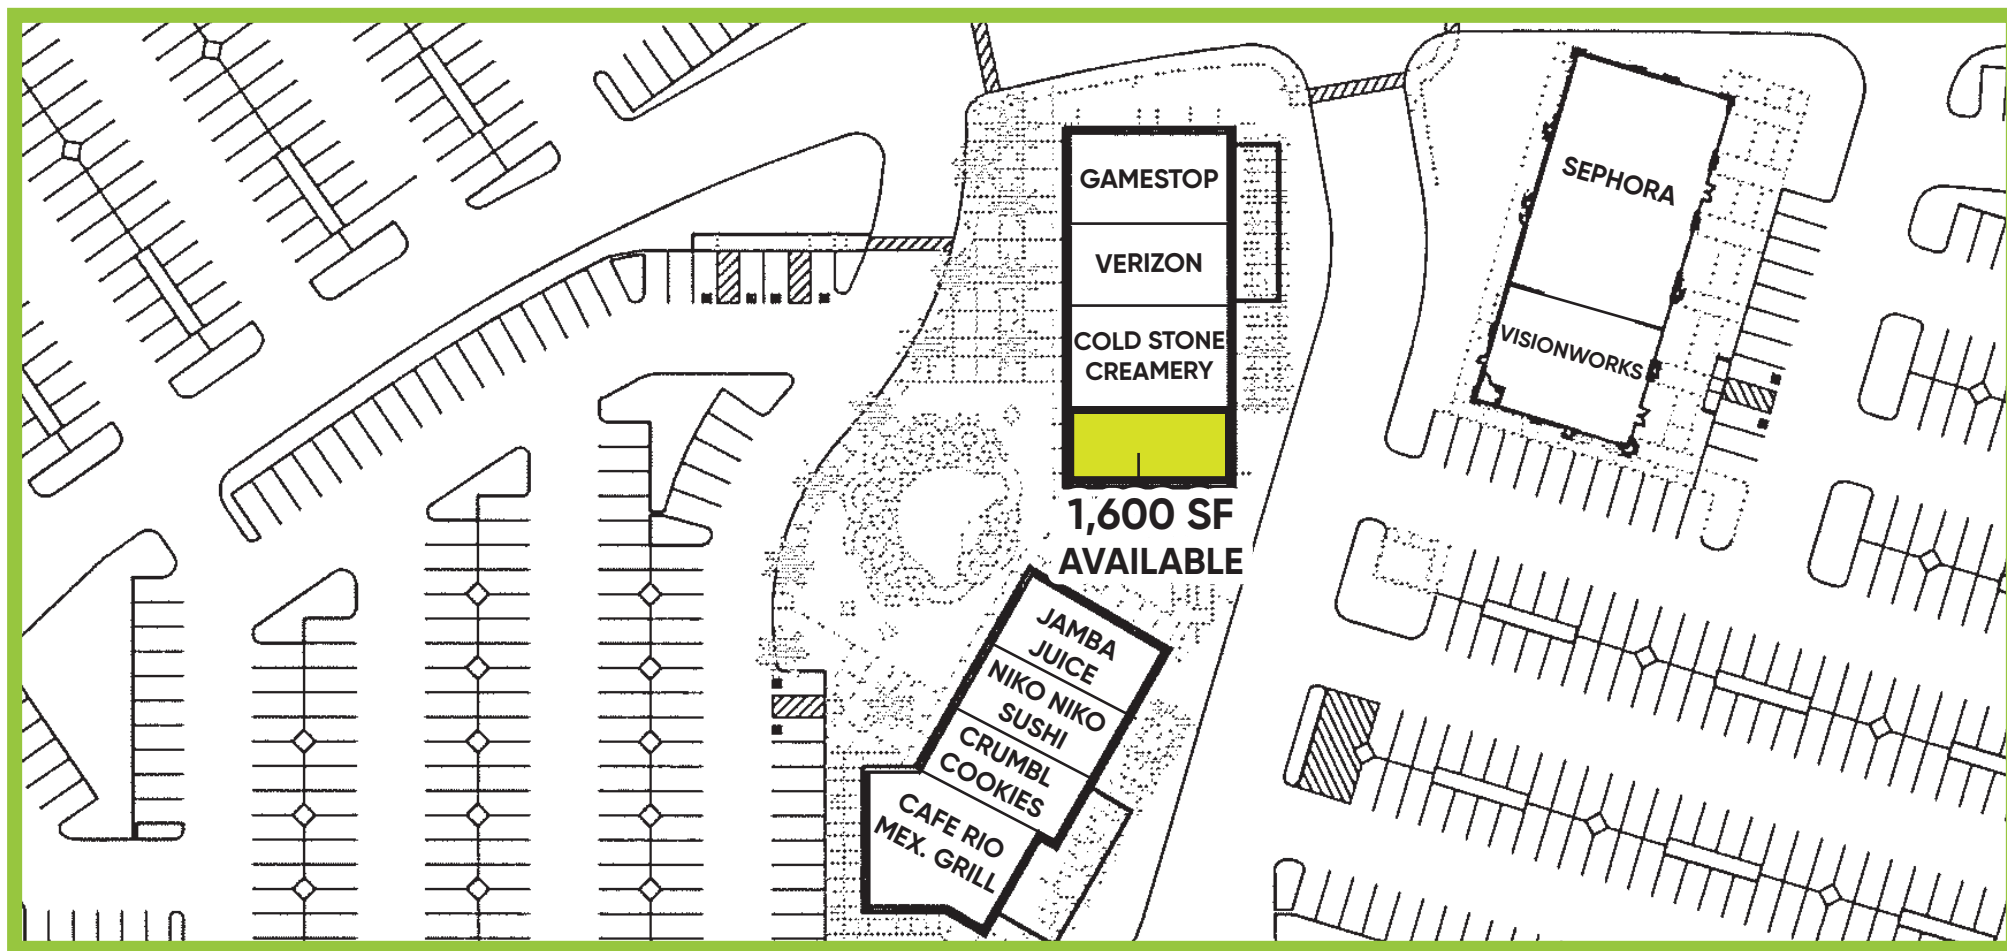 GAMESTOP
VERIZON
COLD STONE
CREAMERY
1,600 SF
AVAILABLE
SEPHORA
VISIONWORKS
JAMBA
JUICE
NIKO NIKO
SUSHI
CRUMBL
COOKIES
CAFE RIO
MEX. GRILL